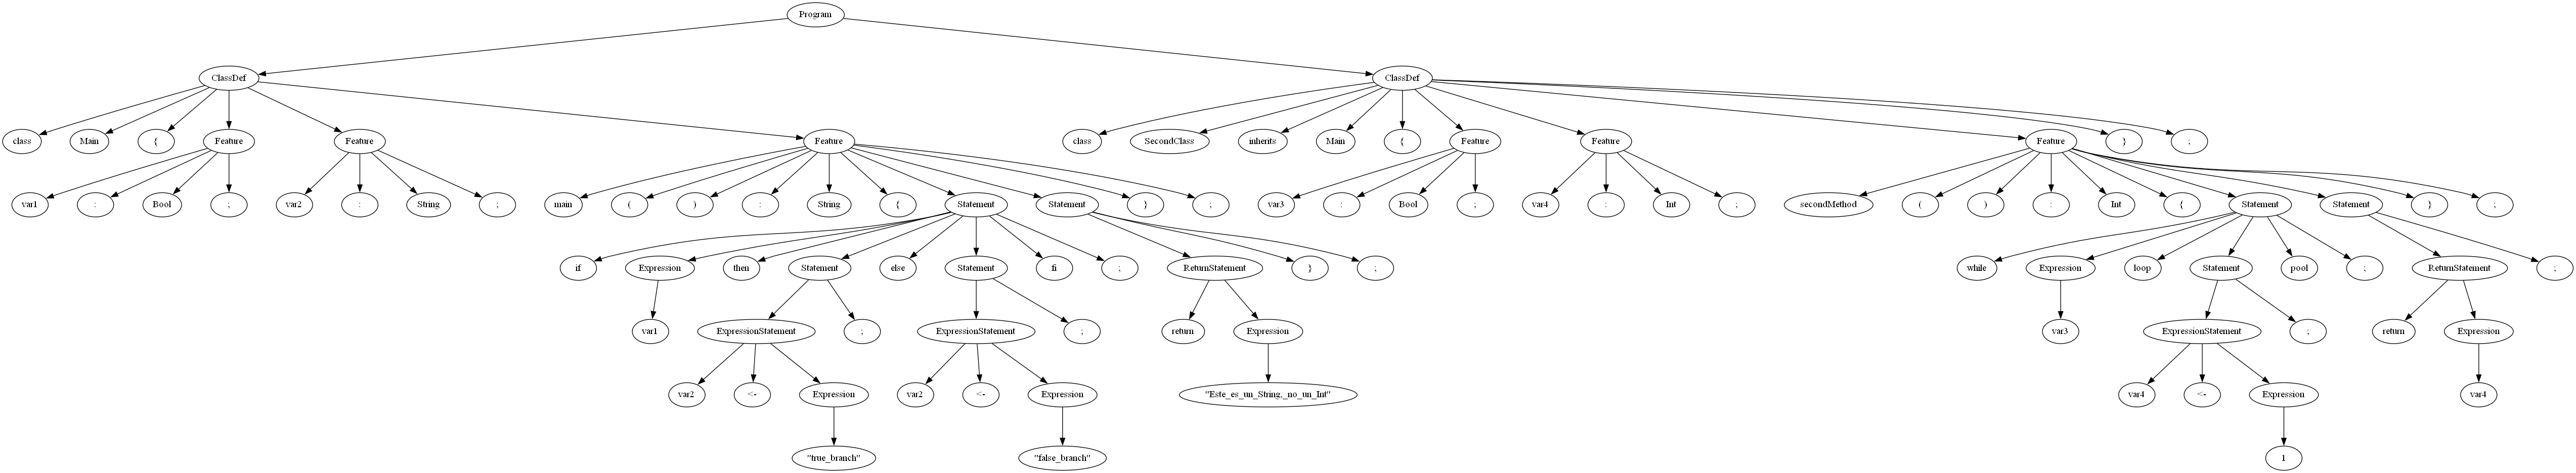 Program
ClassDef ClassDef
class Main { Feature Feature Feature class SecondClass inherits Main { Feature Feature Feature } ;
var1 : Bool ; var2 : String ; main ( ) : String { Statement Statement } ; var3 : Bool ; var4 : Int ; secondMethod ( ) : Int { Statement Statement } ;
if Expression then Statement else Statement fi ; ReturnStatement } ; while Expression loop Statement pool ; ReturnStatement ;
var1 ExpressionStatement ; ExpressionStatement ; return Expression var3 ExpressionStatement ; return Expression
var2 <- Expression var2 <- Expression "Este_es_un_String,_no_un_Int" var4 <- Expression var4
"true_branch" "false_branch" 1